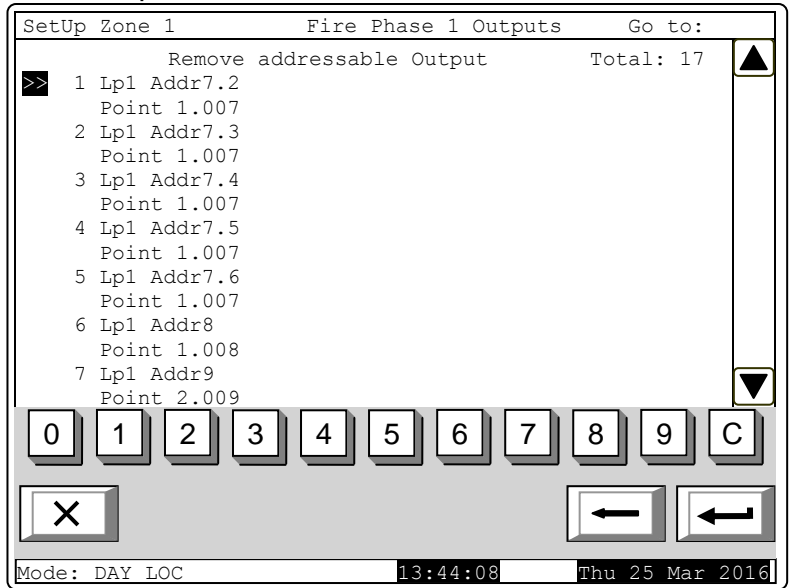 SetUp Zone 1 Fire Phase 1 Outputs Go to:
Remove addressable Output Total: 17
>> 1 Lp1 Addr7.2
Point 1.007
2 Lp1 Addr7.3
Point 1.007
3 Lp1 Addr7.4
Point 1.007
4 Lp1 Addr7.5
Point 1.007
5 Lp1 Addr7.6
Point 1.007
6 Lp1 Addr8
Point 1.008
7 Lp1 Addr9
Point 2.009
0 1 2 3 4 5 6 7 8 9 C
Mode: DAY LOC 13:44:08 Thu 25 Mar 2016